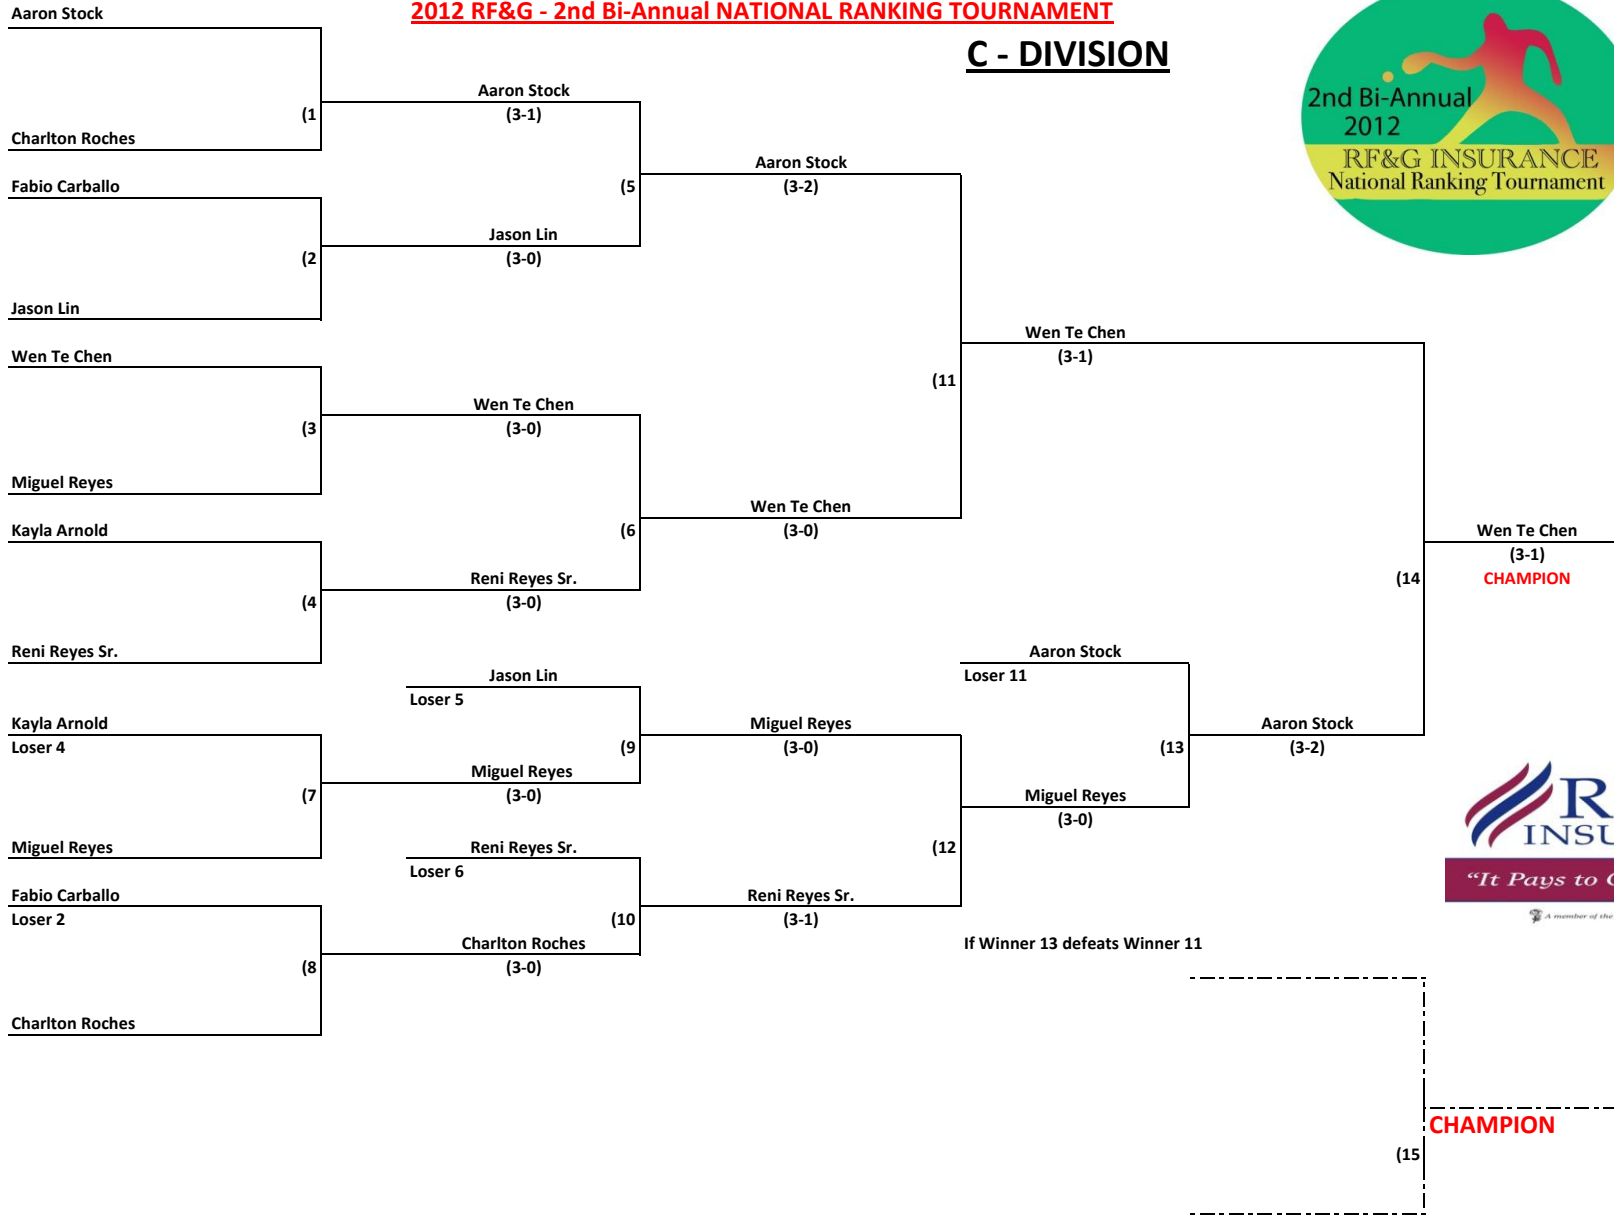 Aaron Stock
2012 RF&G - 2nd Bi-Annual NATIONAL RANKING TOURNAMENT
C - DIVISION
2nd Bi-Annual
2012
RF&G INSURANCE
National Ranking Tournament
Aaron Stock
(1
(3-1)
Charlton Roches
Aaron Stock
Fabio Carballo
(5
(3-2)
Jason Lin
(2
(3-0)
Jason Lin
Wen Te Chen
Wen Te Chen
(3-1)
(11
Wen Te Chen
(3
(3-0)
Miguel Reyes
Wen Te Chen
Kayla Arnold
(6
(3-0)
Wen Te Chen
(3-1)
Reni Reyes Sr.
(14
CHAMPION
(4
(3-0)
Reni Reyes Sr.
Aaron Stock
Jason Lin
Loser 11
Loser 5
Kayla Arnold
Miguel Reyes
Aaron Stock
Loser 4
(9
(3-0)
(13
(3-2)
Miguel Reyes
(7
(3-0)
Miguel Reyes
(3-0)
Miguel Reyes
Reni Reyes Sr.
(12
Loser 6
Fabio Carballo
Reni Reyes Sr.
Loser 2
(10
(3-1)
Charlton Roches
If Winner 13 defeats Winner 11
(8
(3-0)
Charlton Roches
R
INSU
"It Pays to
A member of the
CHAMPION
(15